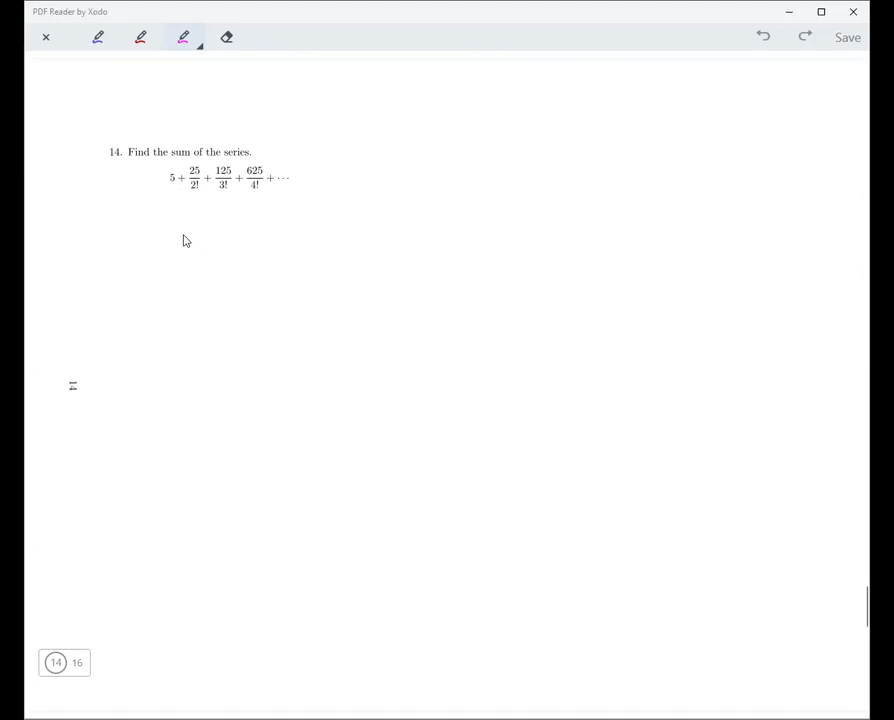 PDF Reader by Xodo
Save
14. Find the sum of the series.
5 + 25/2! + 125/3! + 625/4! + ···
14
14 16